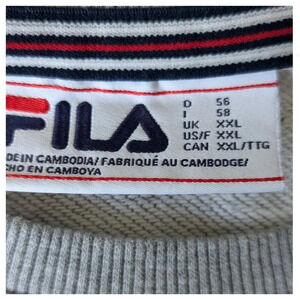 FILA
D 56
I 58
UK XXL
US/F XXL
CAN XXL/TTG
DE IN CAMBODIA/ FABRIQUÉ AU CAMBODGE/
CHO EN CAMBOYA